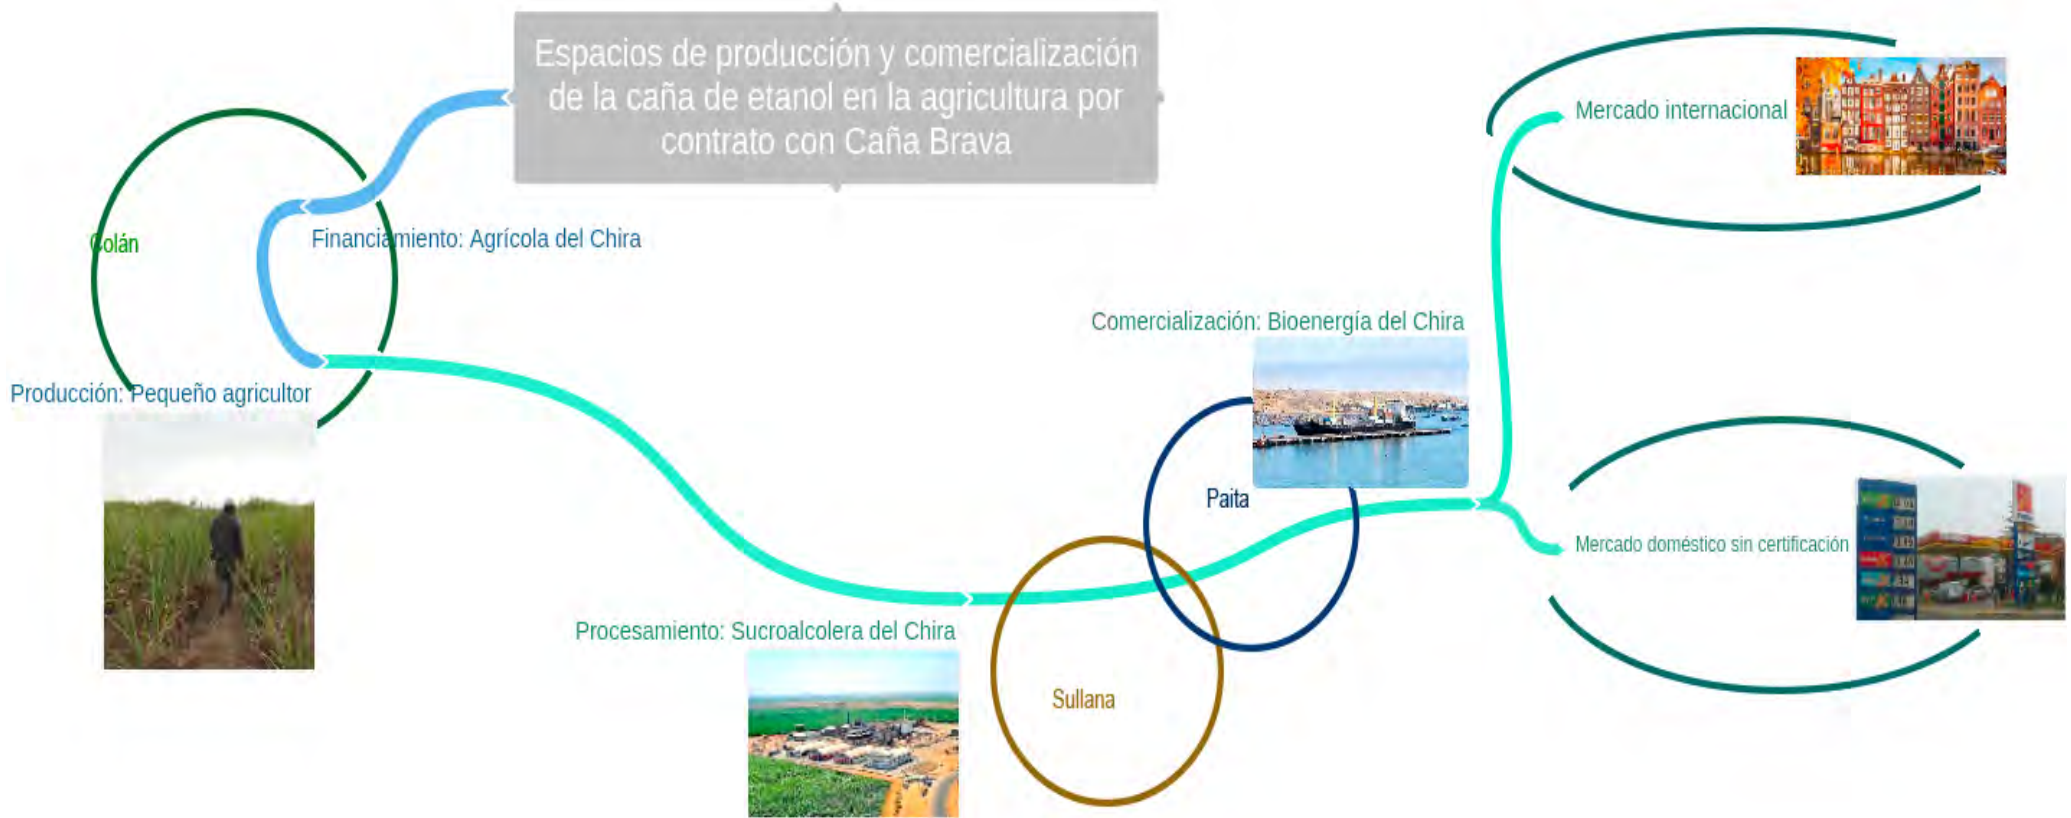 Espacios de producción y comercialización
de la caña de etanol en la agricultura por
contrato con Caña Brava
Mercado internacional
Colán
Financiamiento: Agrícola del Chira
Comercialización: Bioenergía del Chira
Producción: Pequeño agricultor
Paita
Mercado doméstico sin certificación
Procesamiento: Sucroalcolera del Chira
Sullana